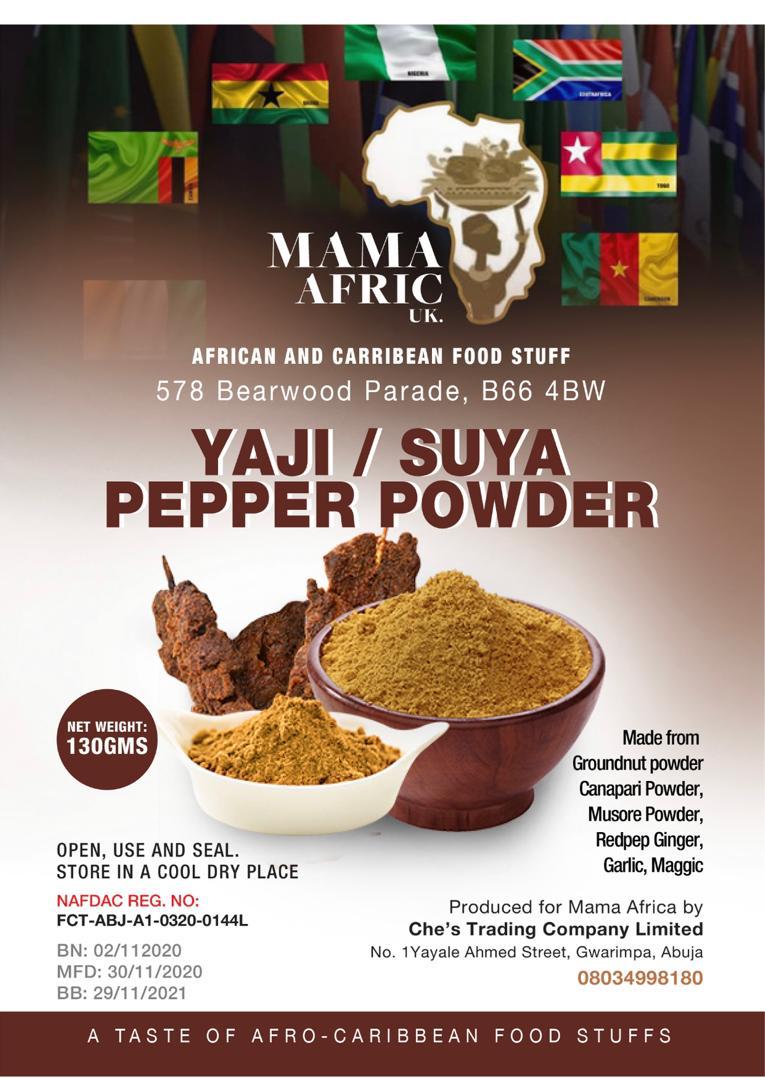 NIGERIA
SOUTHAFRICA
GHANA
TOGO
CAMEROON
MAMA
AFRIC
UK.
AFRICAN AND CARRIBEAN FOOD STUFF
578 Bearwood Parade, B66 4BW
YAJI / SUYA
PEPPER POWDER
NET WEIGHT:
130GMS
Made from
Groundnut powder
Canapari Powder,
Musore Powder,
Redpep Ginger,
Garlic, Maggic
OPEN, USE AND SEAL.
STORE IN A COOL DRY PLACE
NAFDAC REG. NO:
FCT-ABJ-A1-0320-0144L
BN: 02/112020
MFD: 30/11/2020
BB: 29/11/2021
Produced for Mama Africa by
Che's Trading Company Limited
No. 1Yayale Ahmed Street, Gwarimpa, Abuja
08034998180
A TASTE OF AFRO-CARIBBEAN FOOD STUFFS